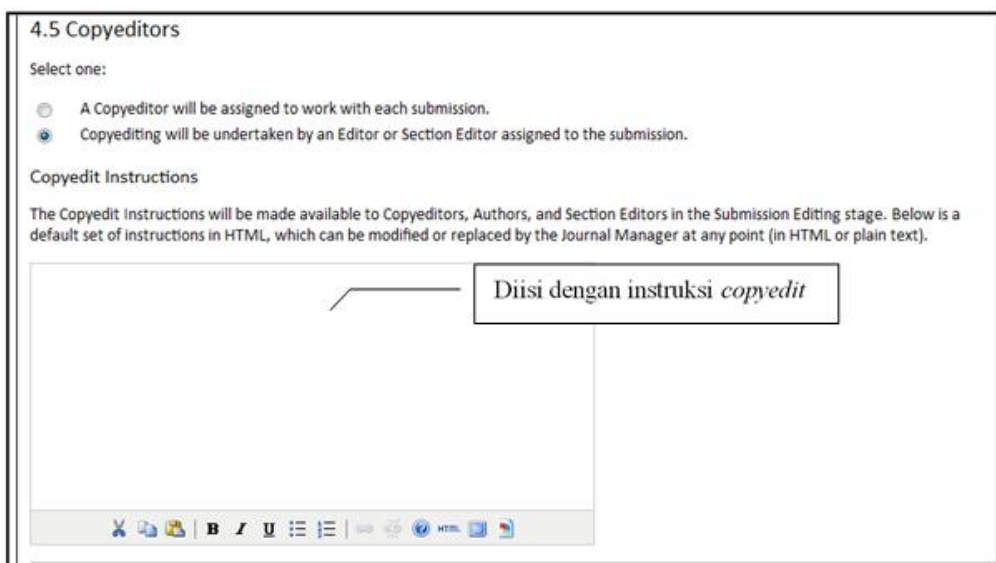 4.5 Copyeditors
Select one:
A Copyeditor will be assigned to work with each submission.
Copyediting will be undertaken by an Editor or Section Editor assigned to the submission.
Copyedit Instructions
The Copyedit Instructions will be made available to Copyeditors, Authors, and Section Editors in the Submission Editing stage. Below is a
default set of instructions in HTML, which can be modified or replaced by the Journal Manager at any point (in HTML or plain text).
Diisi dengan instruksi copyedit
B I U HTML